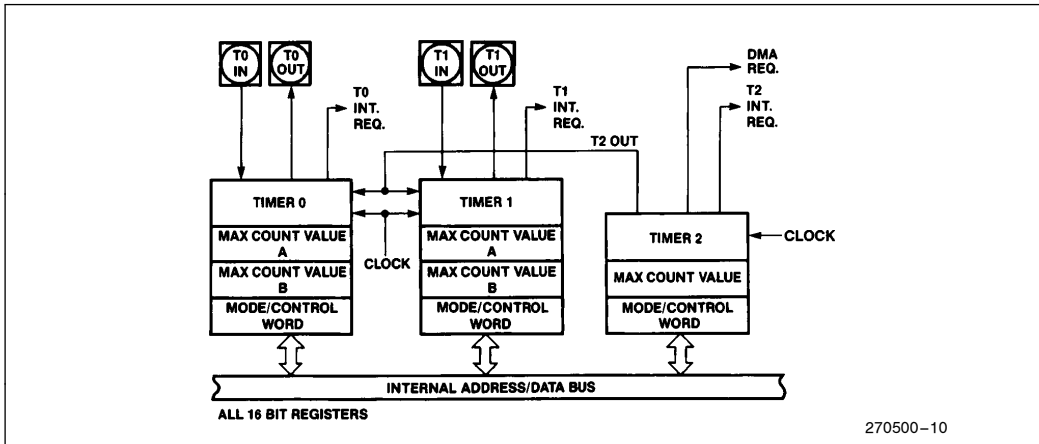 T0
IN
T0
OUT
T0
INT.
REQ.
T1
IN
T1
OUT
T1
INT.
REQ.
DMA
REQ.
T2
INT.
REQ.
T2 OUT
TIMER 0
MAX COUNT VALUE
A
MAX COUNT VALUE
B
MODE/CONTROL
WORD
CLOCK
TIMER 1
MAX COUNT VALUE
A
MAX COUNT VALUE
B
MODE/CONTROL
WORD
TIMER 2
MAX COUNT VALUE
MODE/CONTROL
WORD
CLOCK
INTERNAL ADDRESS/DATA BUS
ALL 16 BIT REGISTERS
270500–10